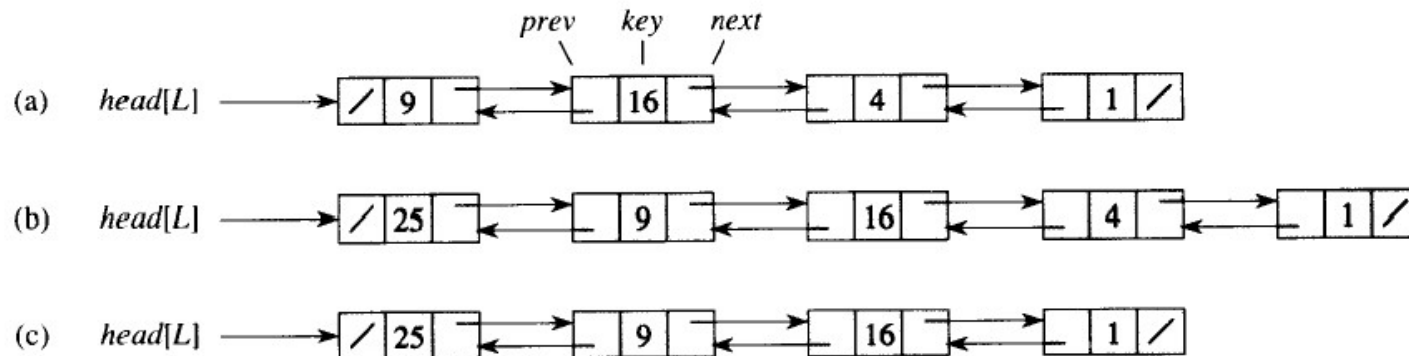 prev key next
(a) head[L] / 9 16 4 1 /
(b) head[L] / 25 9 16 4 1 /
(c) head[L] / 25 9 16 1 /